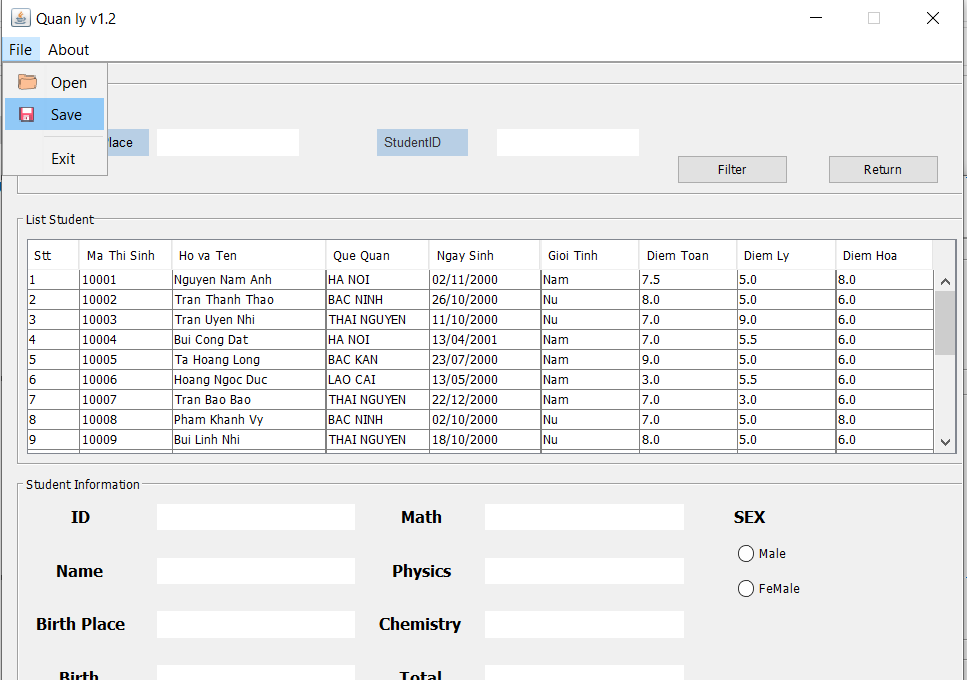 Quan ly v1.2
File About
Open
Save
Exit
lace StudentID
Filter Return
List Student
Stt Ma Thi Sinh Ho va Ten Que Quan Ngay Sinh Gioi Tinh Diem Toan Diem Ly Diem Hoa
1 10001 Nguyen Nam Anh HA NOI 02/11/2000 Nam 7.5 5.0 8.0
2 10002 Tran Thanh Thao BAC NINH 26/10/2000 Nu 8.0 5.0 6.0
3 10003 Tran Uyen Nhi THAI NGUYEN 11/10/2000 Nu 7.0 9.0 6.0
4 10004 Bui Cong Dat HA NOI 13/04/2001 Nam 7.0 5.5 6.0
5 10005 Ta Hoang Long BAC KAN 23/07/2000 Nam 9.0 5.0 6.0
6 10006 Hoang Ngoc Duc LAO CAI 13/05/2000 Nam 3.0 5.5 6.0
7 10007 Tran Bao Bao THAI NGUYEN 22/12/2000 Nam 7.0 3.0 6.0
8 10008 Pham Khanh Vy BAC NINH 02/10/2000 Nu 7.0 5.0 8.0
9 10009 Bui Linh Nhi THAI NGUYEN 18/10/2000 Nu 8.0 5.0 6.0
Student Information
ID Math SEX
Male
Name Physics
FeMale
Birth Place Chemistry
Birth Total